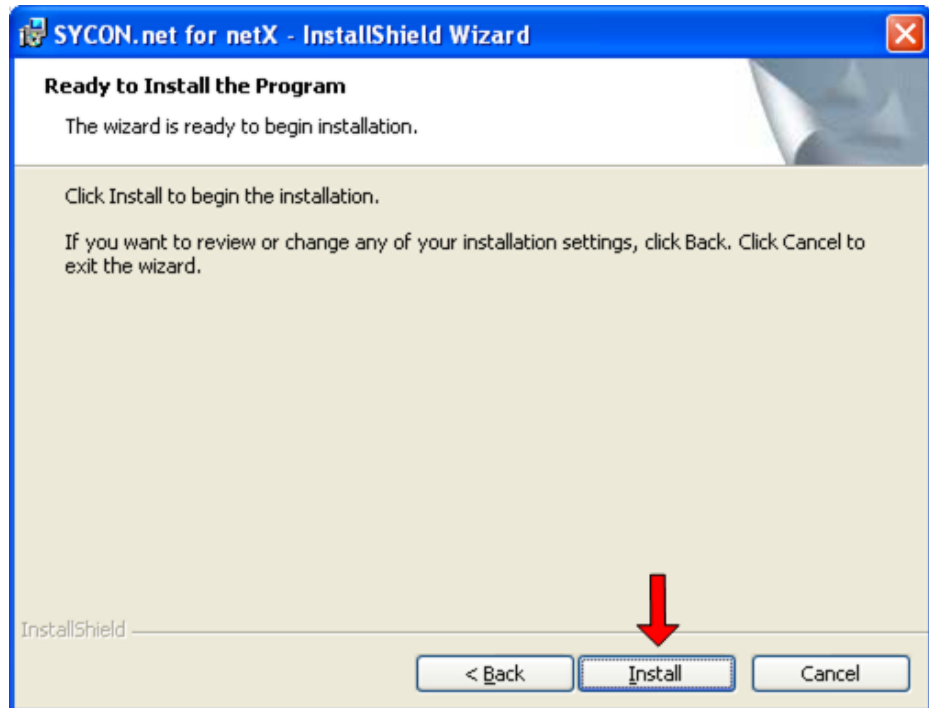 SYCON.net for netX - InstallShield Wizard
Ready to Install the Program
The wizard is ready to begin installation.
Click Install to begin the installation.
If you want to review or change any of your installation settings, click Back. Click Cancel to
exit the wizard.
InstallShield
< Back
Install
Cancel